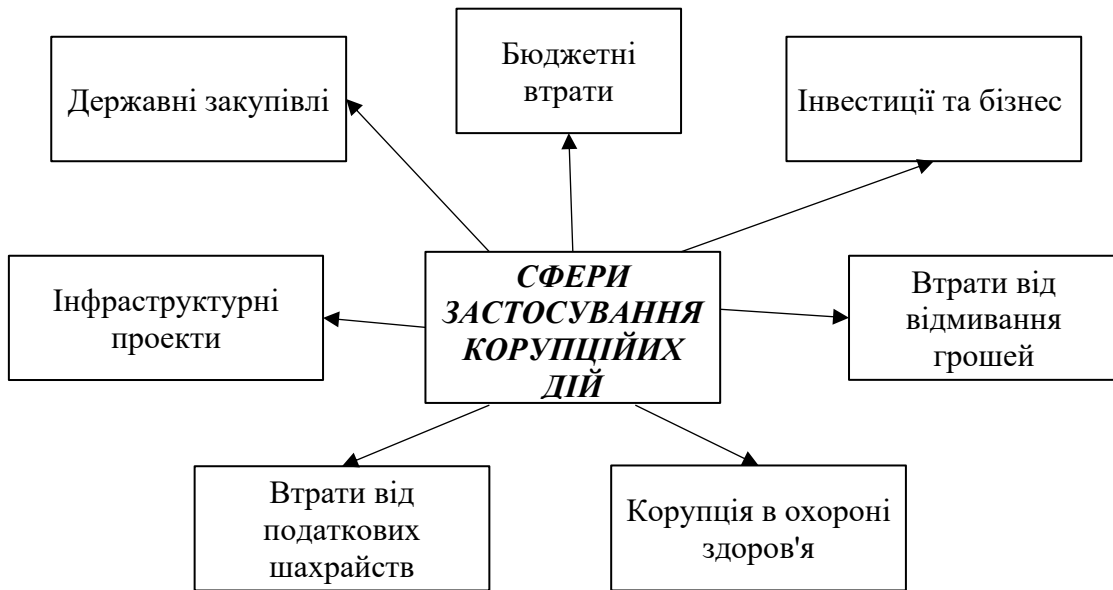 Державні закупівлі
Бюджетні
втрати
Інвестиції та бізнес
Інфраструктурні
проекти
СФЕРИ
ЗАСТОСУВАННЯ
КОРУПЦІЙИХ
ДІЙ
Втрати від
відмивання
грошей
Втрати від
податкових
шахрайств
Корупція в охороні
здоров'я